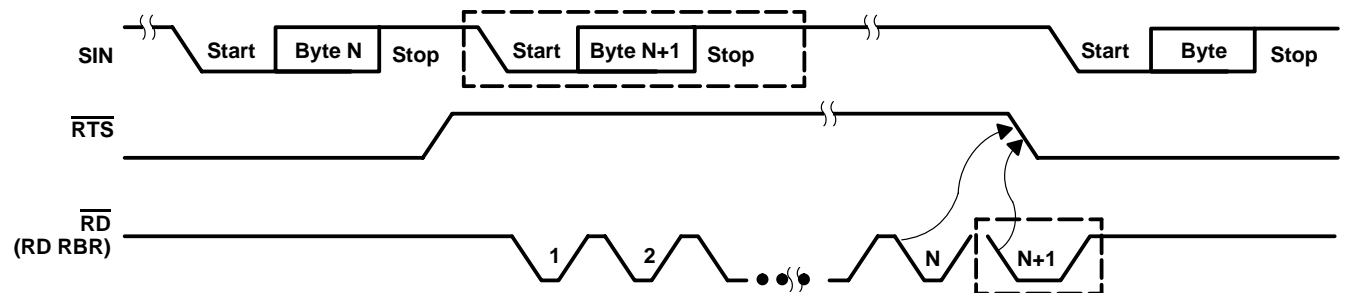 SIN Start Byte N Stop Start Byte N+1 Stop Start Byte Stop
RTS
RD
(RD RBR)
1 2 N N+1